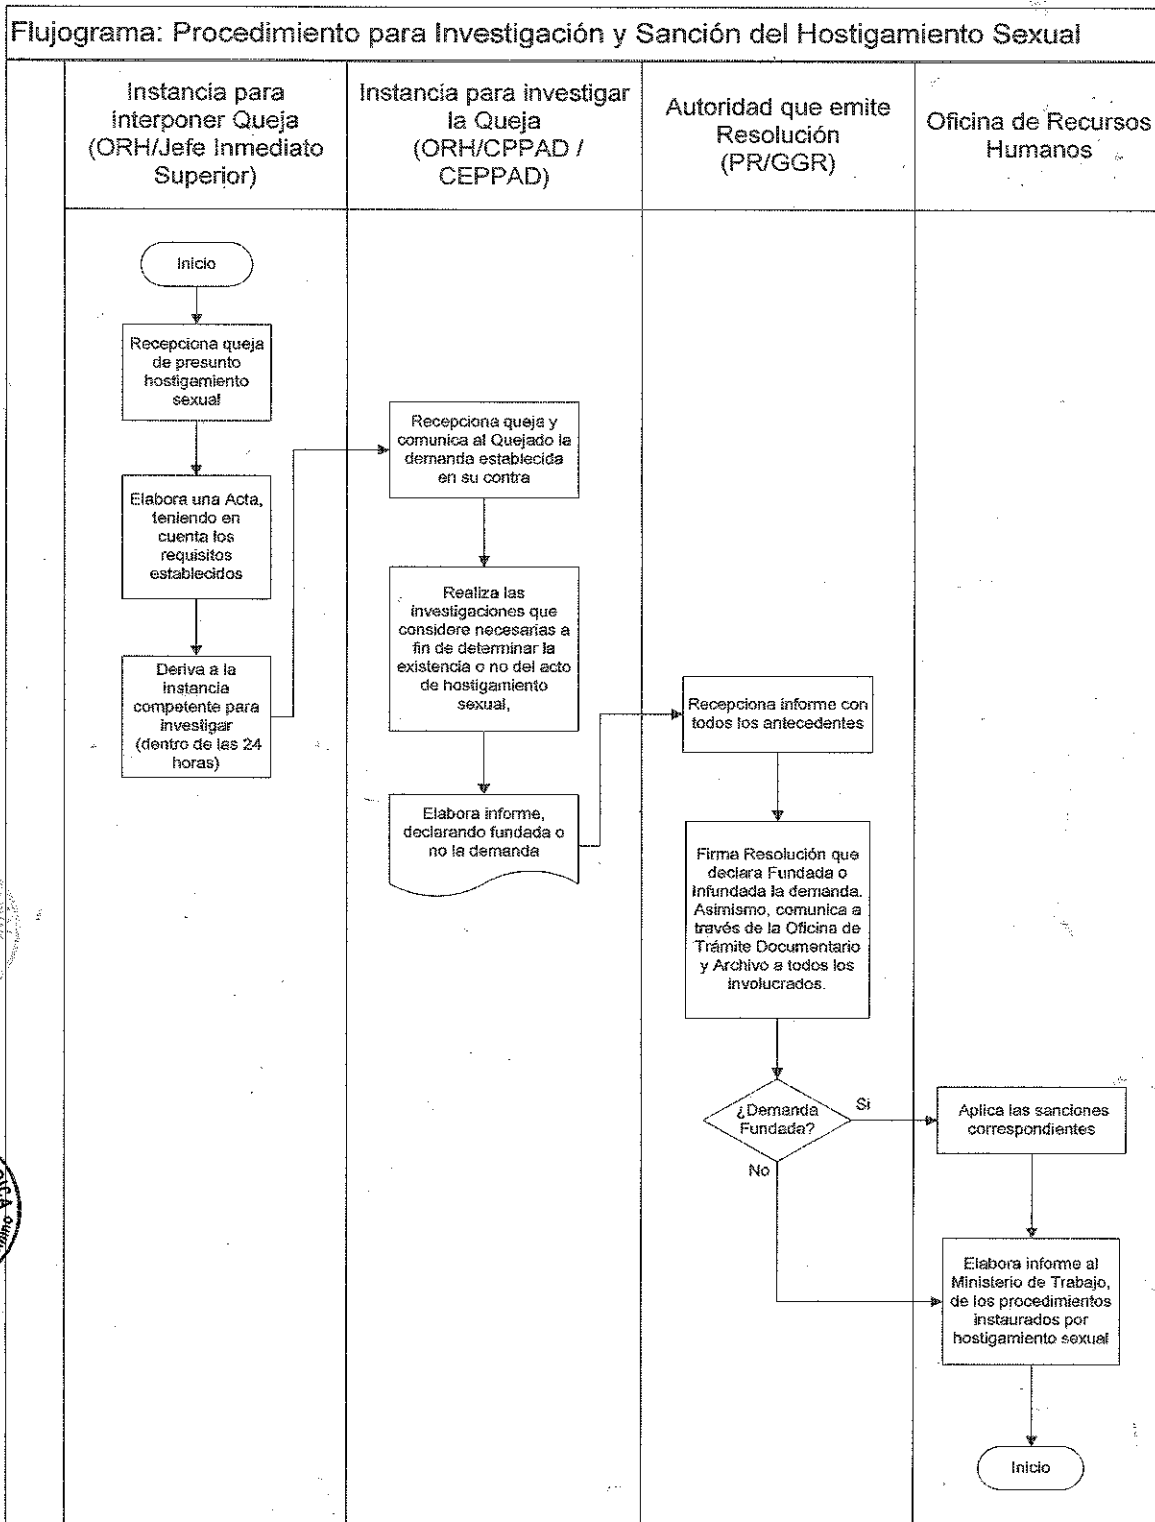 Flujograma: Procedimiento para Investigación y Sanción del Hostigamiento Sexual
Instancia para
interponer Queja
(ORH/Jefe Inmediato
Superior)
Instancia para investigar
la Queja
(ORH/CPPAD /
CEPPAD)
Autoridad que emite
Resolución
(PR/GGR)
Oficina de Recursos
Humanos
Inicio
Recepciona queja
de presunto
hostigamiento
sexual
Elabora una Acta,
teniendo en
cuenta los
requisitos
establecidos
Deriva a la
instancia
competente para
investigar
(dentro de las 24
horas)
Recepciona queja y
comunica al Quejado la
demanda establecida
en su contra
Realiza las
investigaciones que
considere necesarias a
fin de determinar la
existencia o no del acto
de hostigamiento
sexual,
Elabora informe,
declarando fundada o
no la demanda
Recepciona informe con
todos los antecedentes
Firma Resolución que
declara Fundada o
Infundada la demanda.
Asimismo, comunica a
través de la Oficina de
Trámite Documentario
y Archivo a todos los
involucrados.
¿Demanda
Fundada?
Si
No
Aplica las sanciones
correspondientes
Elabora informe al
Ministerio de Trabajo,
de los procedimientos
instaurados por
hostigamiento sexual
Inicio